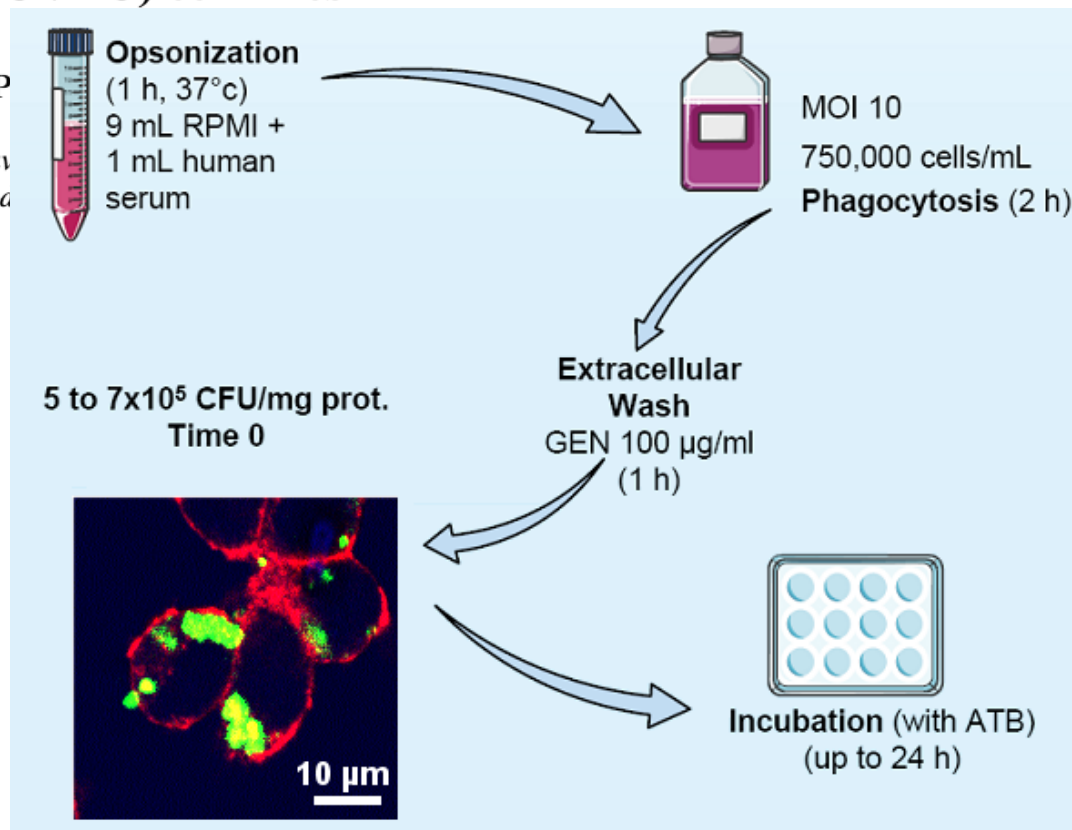 Opsonization
(1 h, 37°c)
9 mL RPMI +
1 mL human
serum
MOI 10
750,000 cells/mL
Phagocytosis (2 h)
Extracellular
Wash
GEN 100 µg/ml
(1 h)
5 to 7x10⁵ CFU/mg prot.
Time 0
10 µm
Incubation (with ATB)
(up to 24 h)